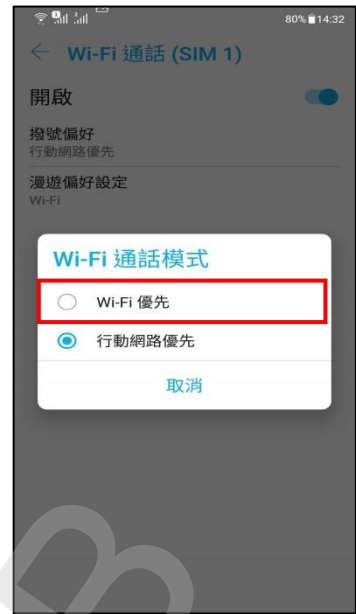 80% 14:32
Wi-Fi 通話 (SIM 1)
開啟
撥號偏好
行動網路優先
漫遊偏好設定
Wi-Fi
Wi-Fi 通話模式
Wi-Fi 優先
行動網路優先
取消